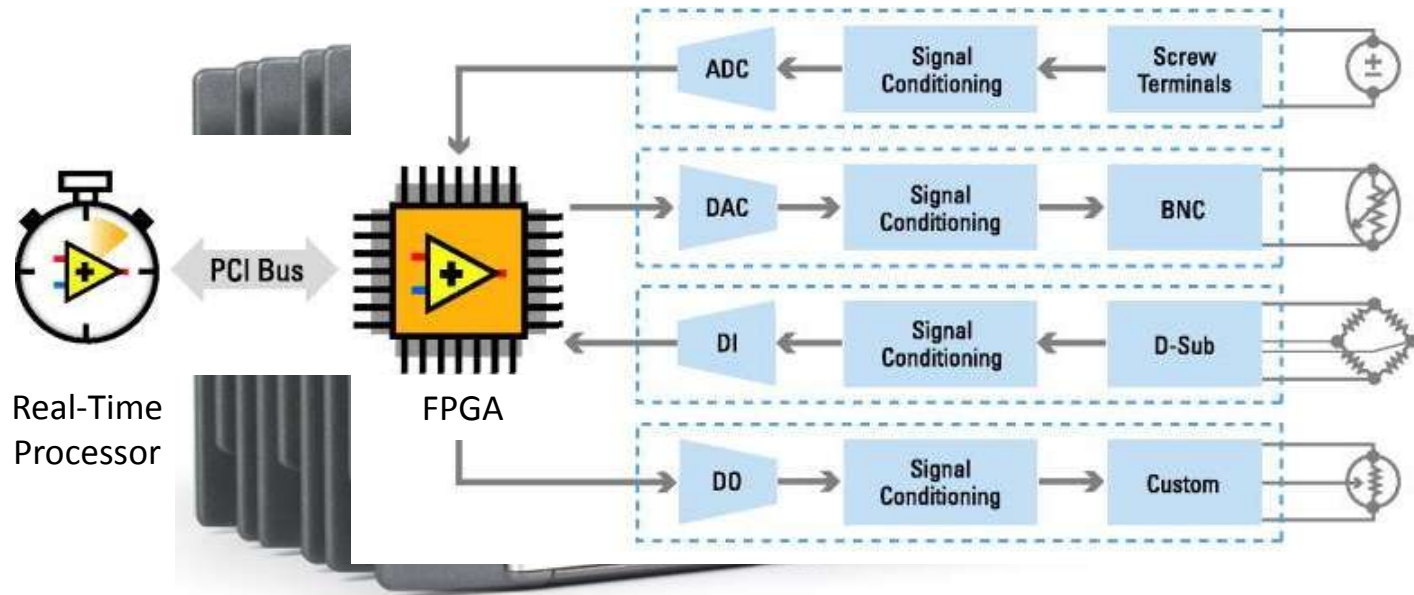 ADC
Signal
Conditioning
Screw
Terminals
DAC
Signal
Conditioning
BNC
PCI Bus
DI
Signal
Conditioning
D-Sub
Real-Time
Processor
FPGA
DO
Signal
Conditioning
Custom